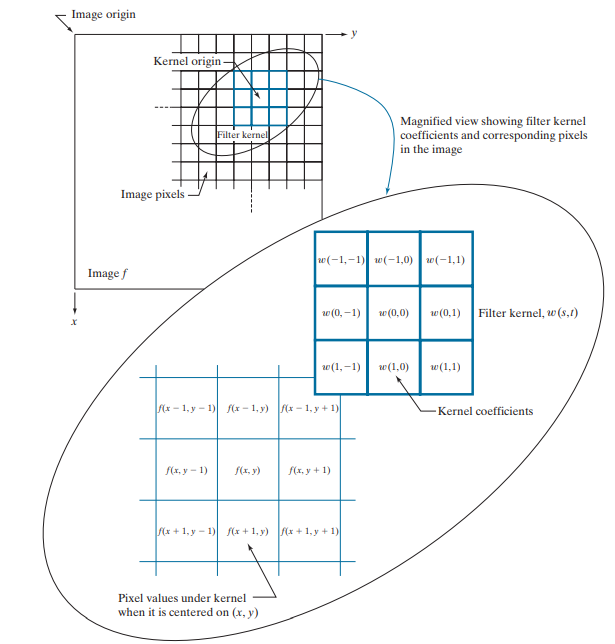 Image origin
y
Kernel origin
Magnified view showing filter kernel
coefficients and corresponding pixels
in the image
Filter kernel
Image pixels
Image f
x
w(−1,−1) w(−1,0) w(−1,1)
w(0,−1) w(0,0) w(0,1) Filter kernel, w(s,t)
w(1,−1) w(1,0) w(1,1)
Kernel coefficients
f(x − 1, y − 1) f(x − 1, y) f(x − 1, y + 1)
f(x, y − 1) f(x, y) f(x, y + 1)
f(x + 1, y − 1) f(x + 1, y) f(x + 1, y + 1)
Pixel values under kernel
when it is centered on (x, y)